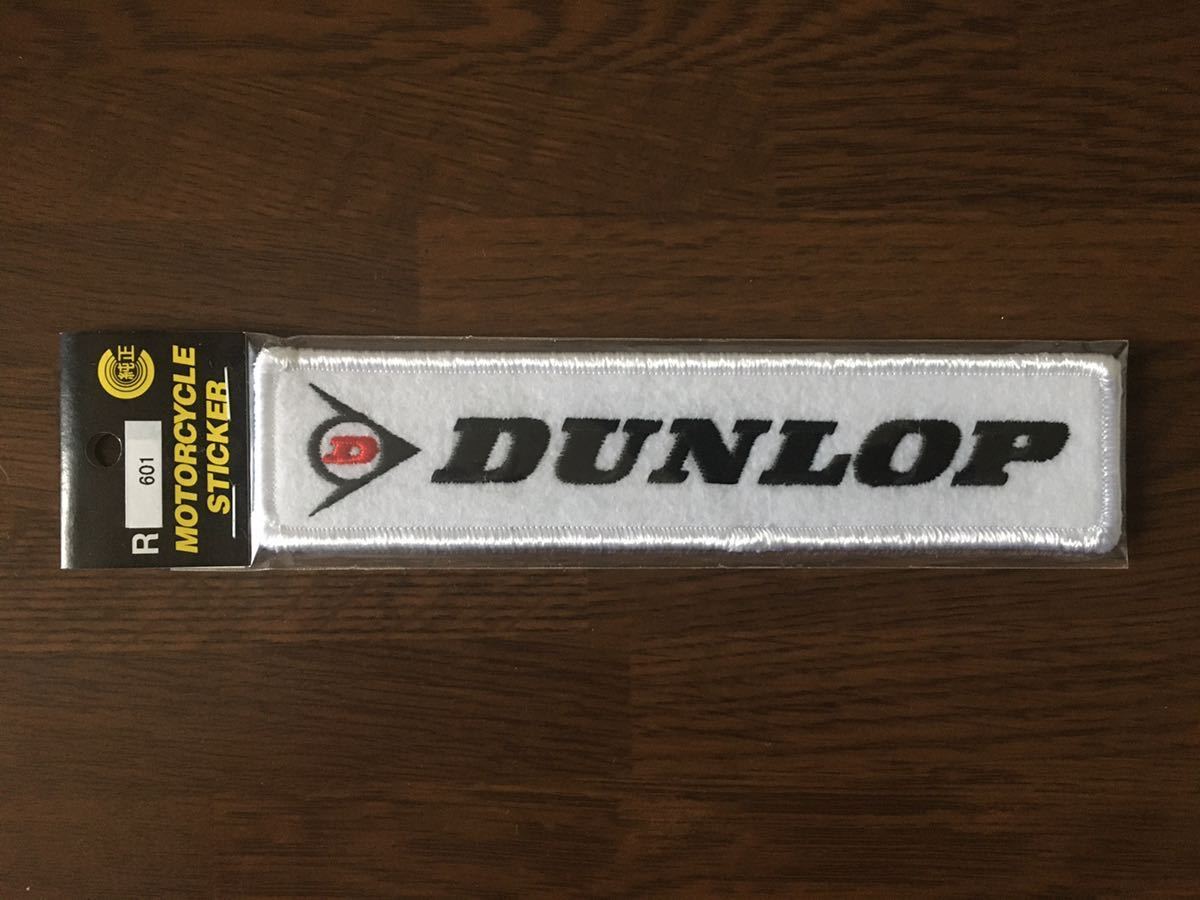 純正
MOTORCYCLE
STICKER
R 601
D DUNLOP